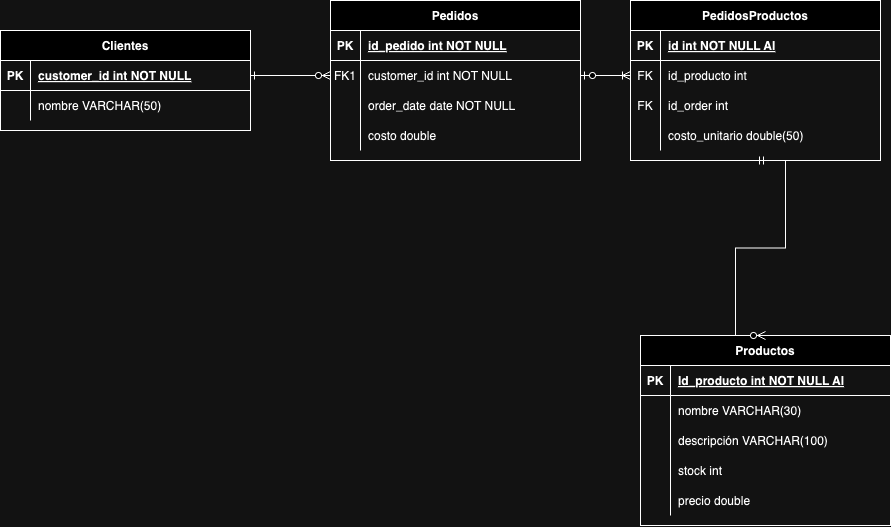 Clientes
PK customer_id int NOT NULL
nombre VARCHAR(50)
Pedidos
PK id_pedido int NOT NULL
FK1 customer_id int NOT NULL
order_date date NOT NULL
costo double
PedidosProductos
PK id int NOT NULL AI
FK id_producto int
FK id_order int
costo_unitario double(50)
Productos
PK Id_producto int NOT NULL AI
nombre VARCHAR(30)
descripción VARCHAR(100)
stock int
precio double